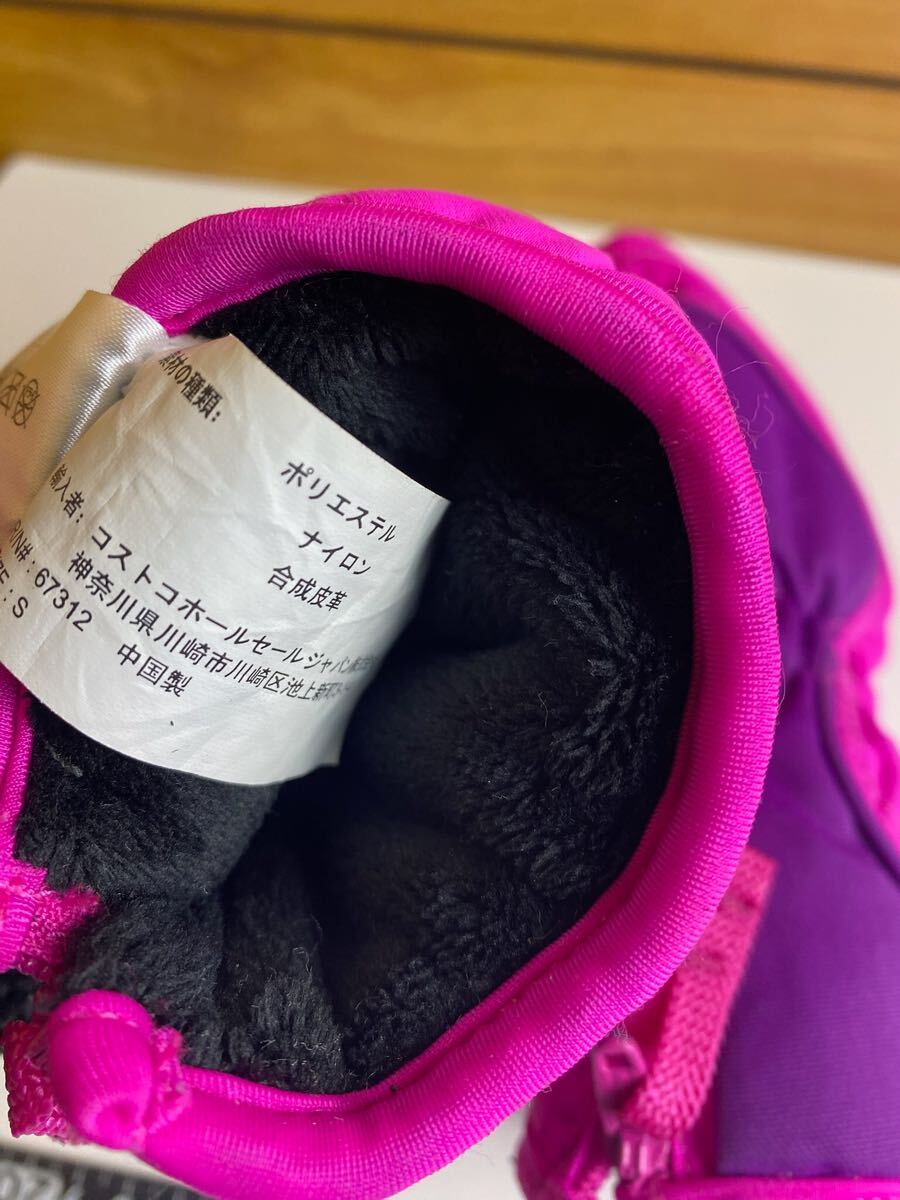 素材の種類:
ポリエステル
ナイロン
合成皮革
輸入者: コストコホールセールジャパン
神奈川県川崎市川崎区池上新町
P/N#: 67312
: S
中国製
20